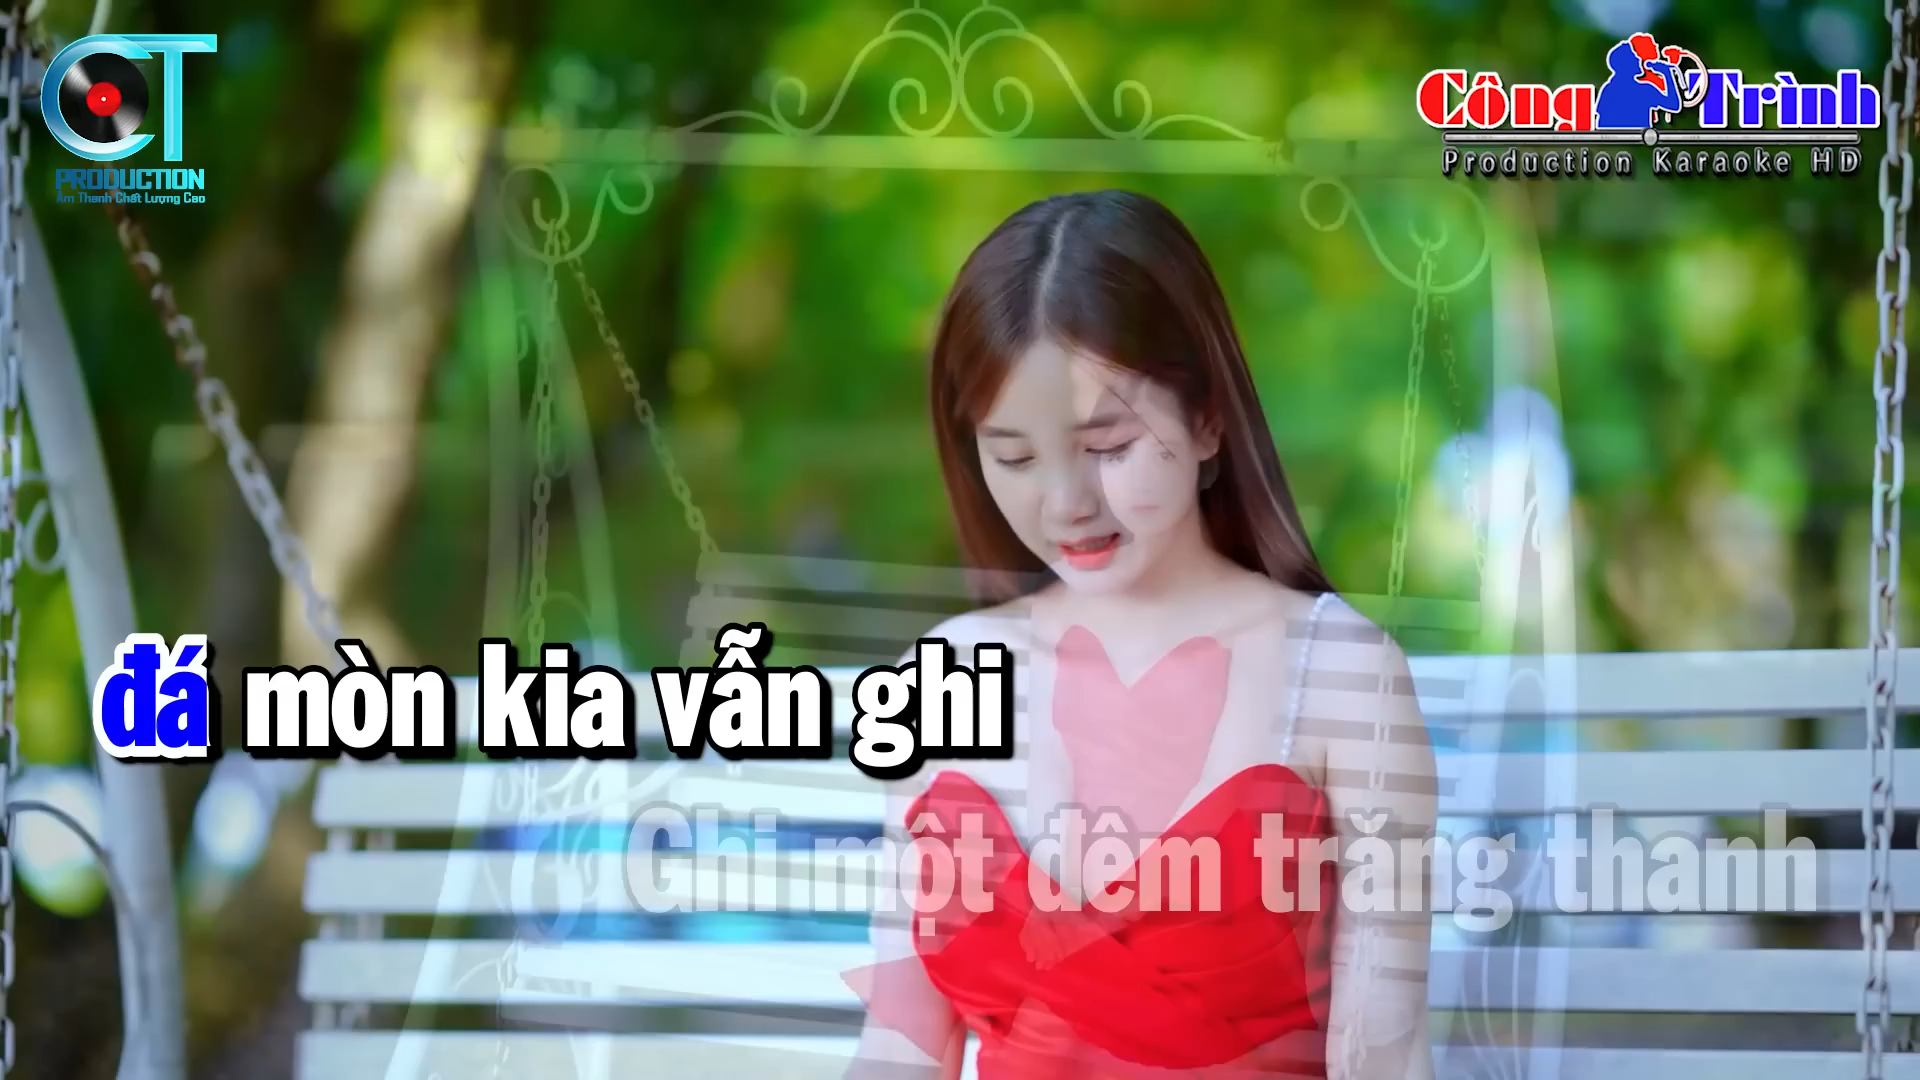 CT
PRODUCTION
Âm Thanh Chất Lượng Cao
Công Trình
Production Karaoke HD
đá mòn kia vẫn ghi
Ghi một đêm trăng thanh